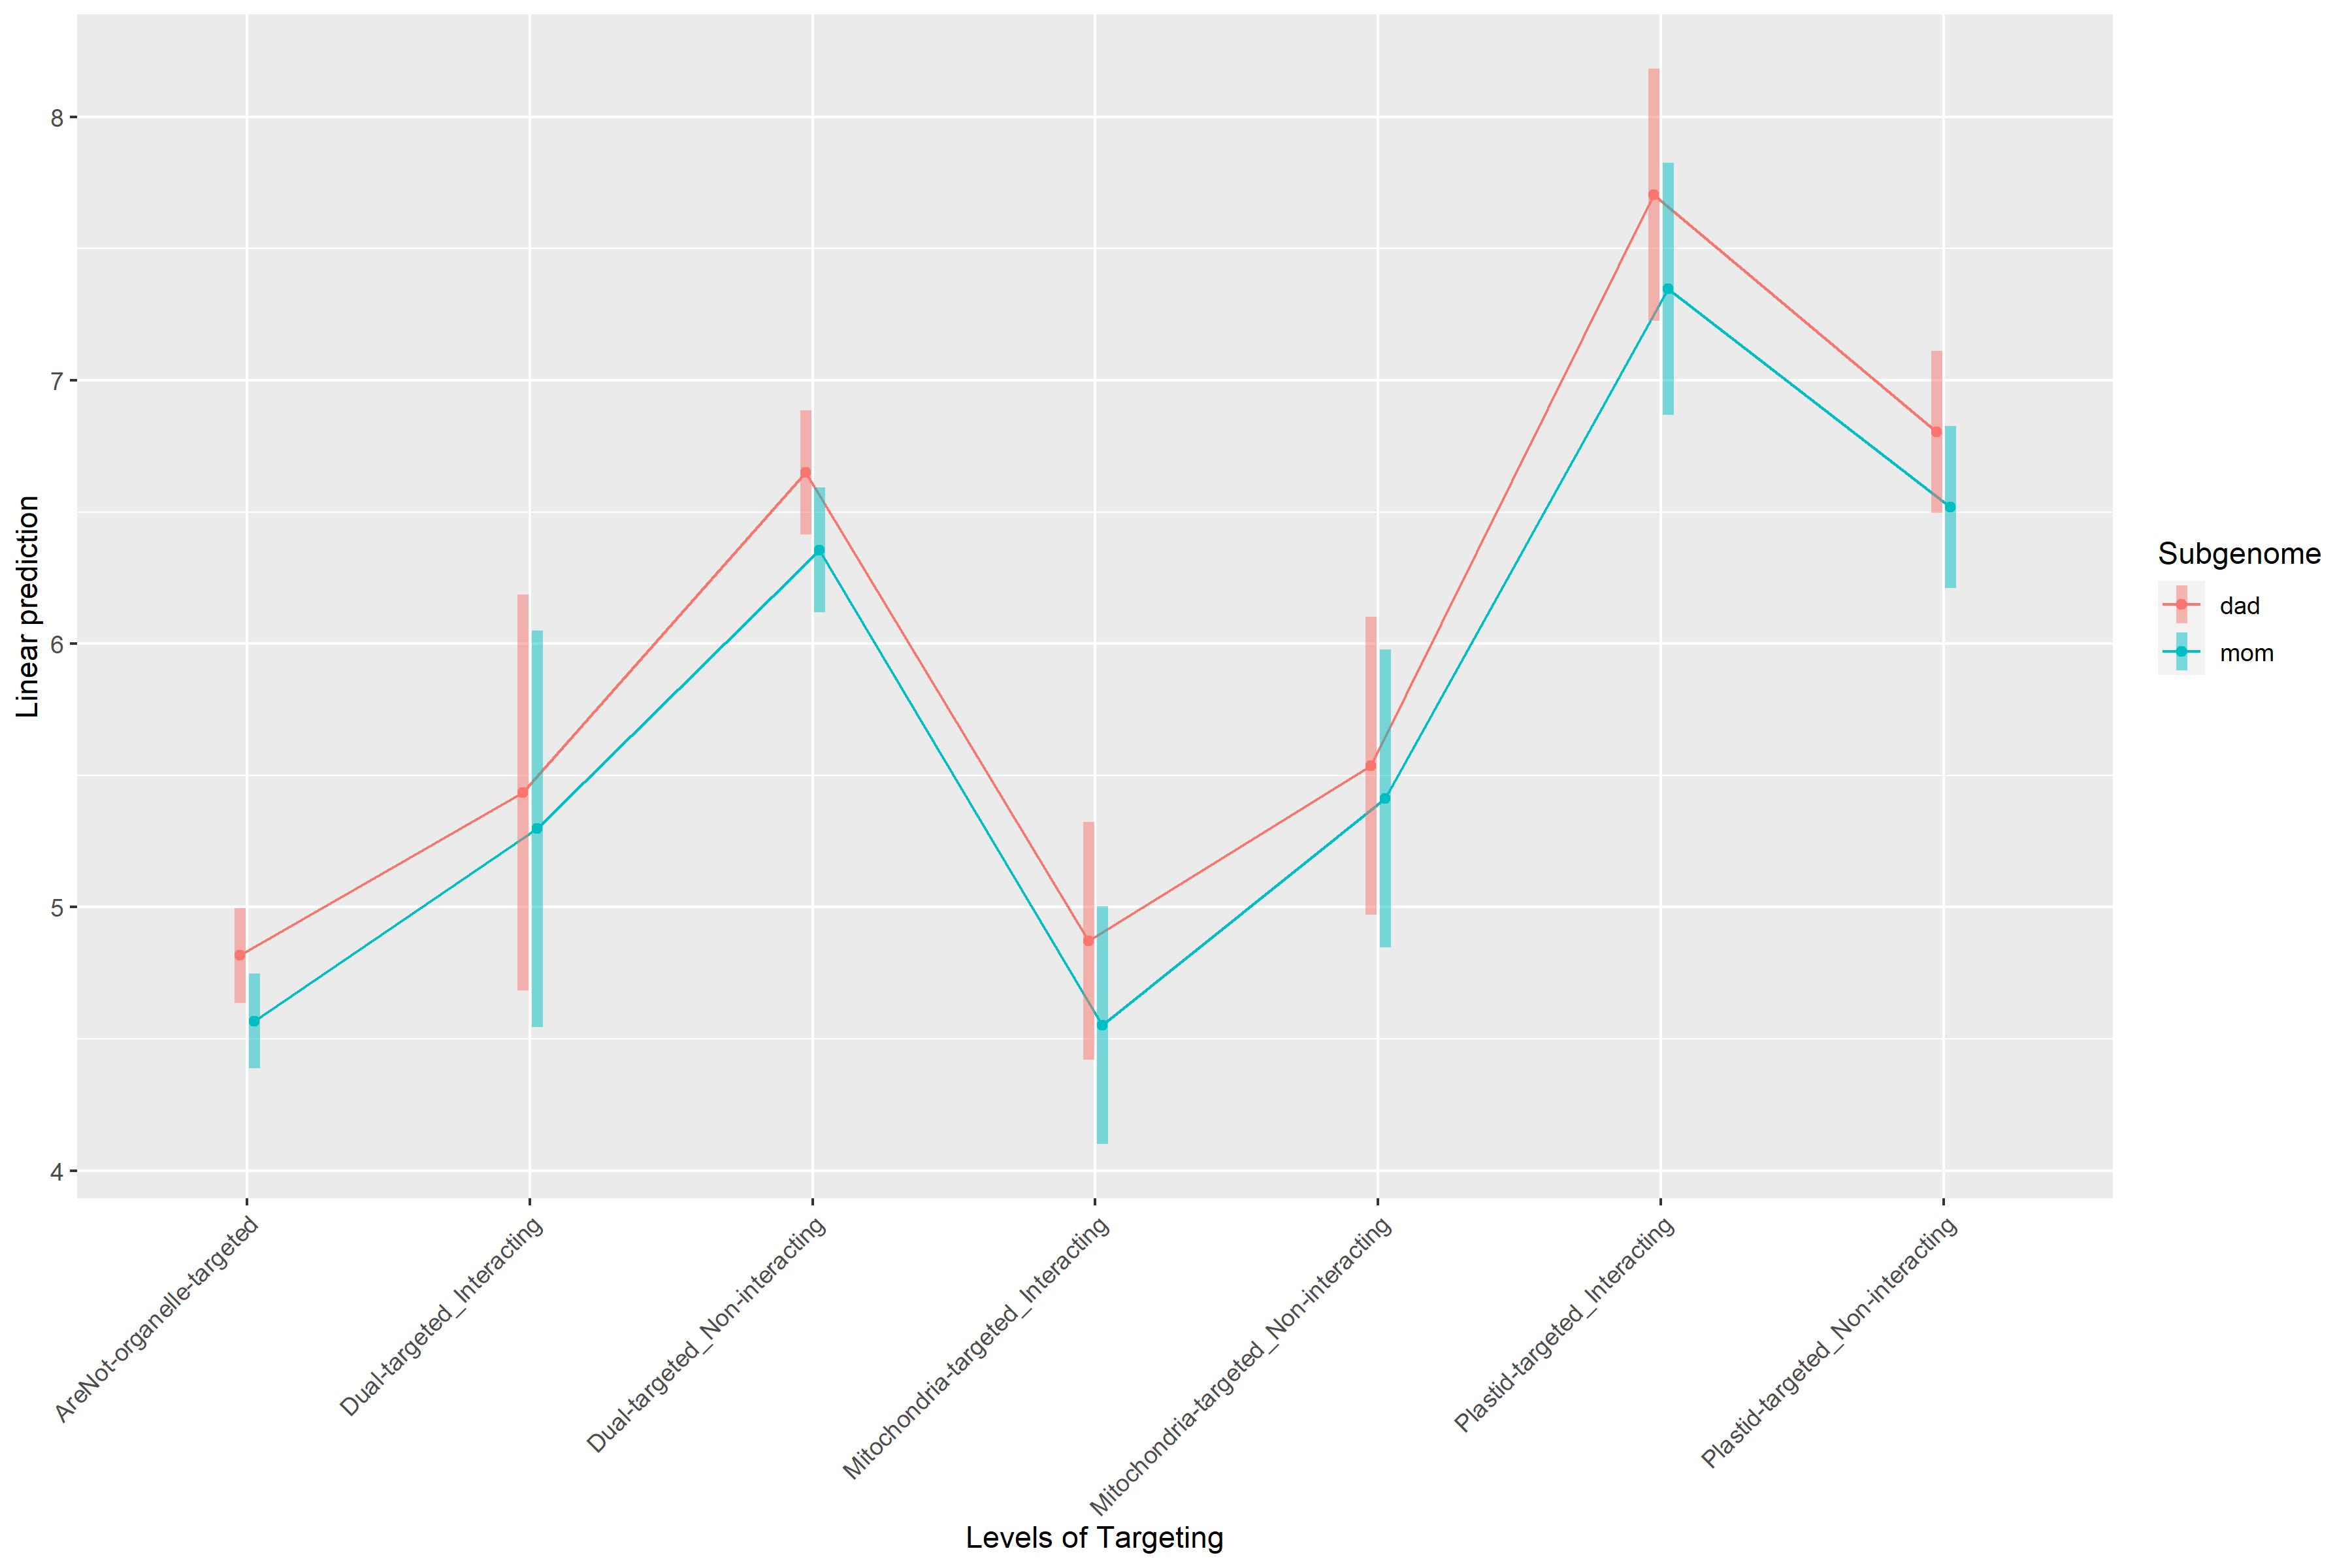 8
7
6
5
4
Linear prediction
AreNot-organelle-targeted
Dual-targeted_Interacting
Dual-targeted_Non-interacting
Mitochondria-targeted_Interacting
Mitochondria-targeted_Non-interacting
Plastid-targeted_Interacting
Plastid-targeted_Non-interacting
Levels of Targeting
Subgenome
dad
mom